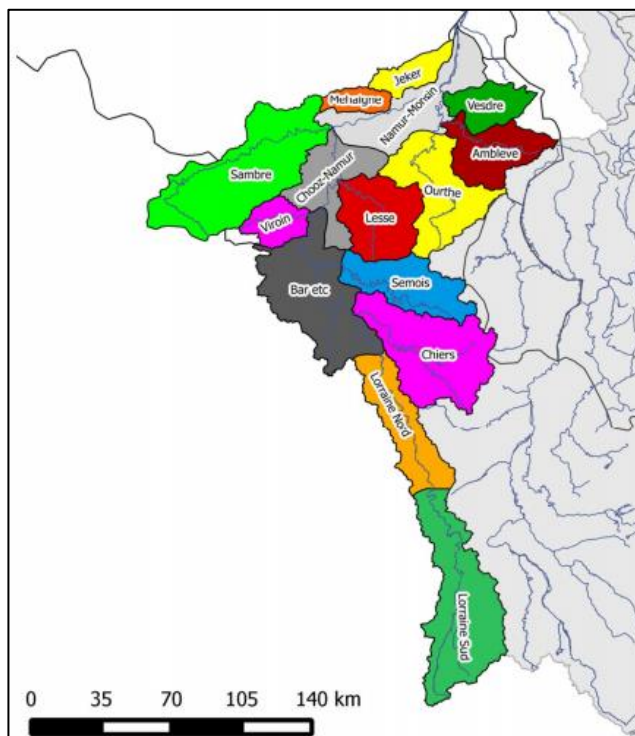 Jeker
Mehaigne
Namur-Monsin
Vesdre
Ambleve
Sambre
Chooz-Namur
Ourthe
Lesse
Viroin
Semois
Bar etc
Chiers
Lorraine Nord
Lorraine Sud
0 35 70 105 140 km